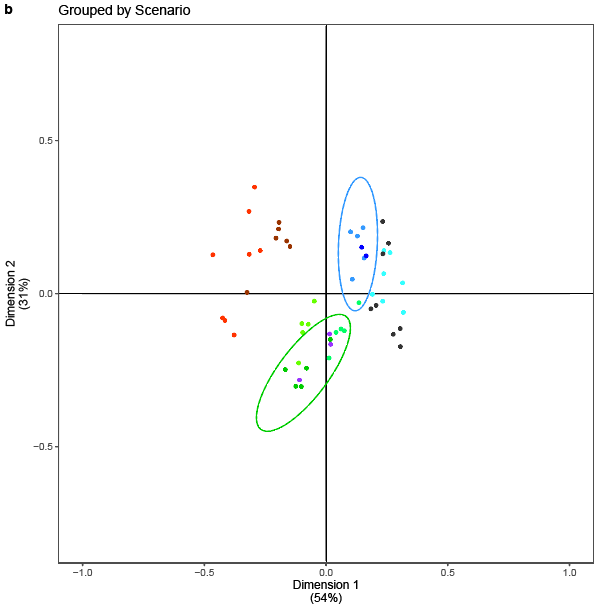 b
Grouped by Scenario
0.5
0.0
−0.5
Dimension 2
(31%)
−1.0
−0.5
0.0
0.5
1.0
Dimension 1
(54%)